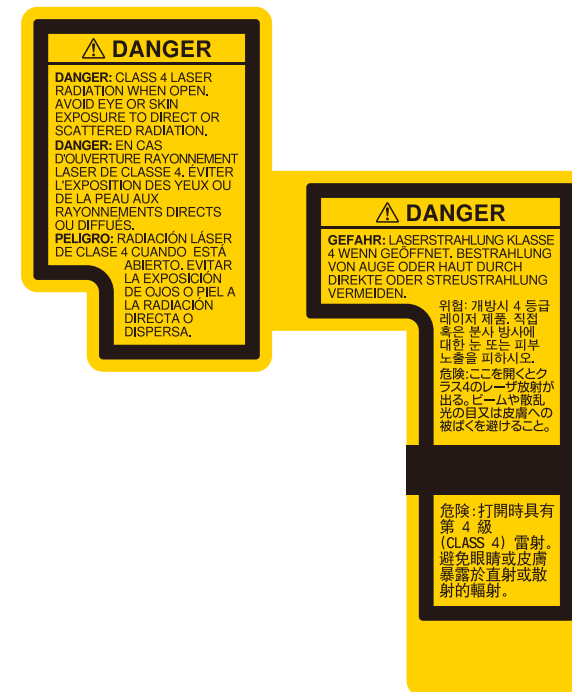 ⚠ DANGER
DANGER: CLASS 4 LASER
RADIATION WHEN OPEN.
AVOID EYE OR SKIN
EXPOSURE TO DIRECT OR
SCATTERED RADIATION.
DANGER: EN CAS
D'OUVERTURE RAYONNEMENT
LASER DE CLASSE 4. ÉVITER
L'EXPOSITION DES YEUX OU
DE LA PEAU AUX
RAYONNEMENTS DIRECTS
OU DIFFUÉS.
PELIGRO: RADIACIÓN LÁSER
DE CLASE 4 CUANDO ESTÁ
ABIERTO. EVITAR
LA EXPOSICIÓN
DE OJOS O PIEL A
LA RADIACIÓN
DIRECTA O
DISPERSA.
⚠ DANGER
GEFAHR: LASERSTRAHLUNG KLASSE
4 WENN GEÖFFNET. BESTRAHLUNG
VON AUGE ODER HAUT DURCH
DIREKTE ODER STREUSTRAHLUNG
VERMEIDEN.
위험: 개방시 4 등급
레이저 제품. 직접
혹은 분사 방사에
대한 눈 또는 피부
노출을 피하시오.
危険:ここを開くとク
ラス4のレーザ放射が
出る。ビームや散乱
光の目又は皮膚への
被ばくを避けること。
危険:打開時具有
第 4 級
(CLASS 4) 雷射。
避免眼睛或皮膚
暴露於直射或散
射的輻射。